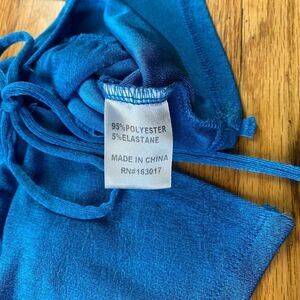 95%POLYESTER
5%ELASTANE
MADE IN CHINA
RN#163017